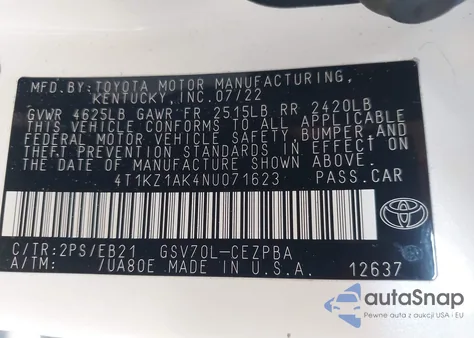 MFD. BY: TOYOTA MOTOR MANUFACTURING,
KENTUCKY, INC. 07/22
GVWR 4625LB GAWR FR 2515LB RR 2420LB
THIS VEHICLE CONFORMS TO ALL APPLICABLE
FEDERAL MOTOR VEHICLE SAFETY, BUMPER, AND
THEFT PREVENTION STANDARDS IN EFFECT ON
THE DATE OF MANUFACTURE SHOWN ABOVE.
4T1KZ1AK4NU071623 PASS.CAR
C/TR:2PS/EB21 GSV70L-CEZPBA
A/TM: /UA80E MADE IN U.S.A. 12637
autoSnap
Pewne auta z dostawą USA - EU